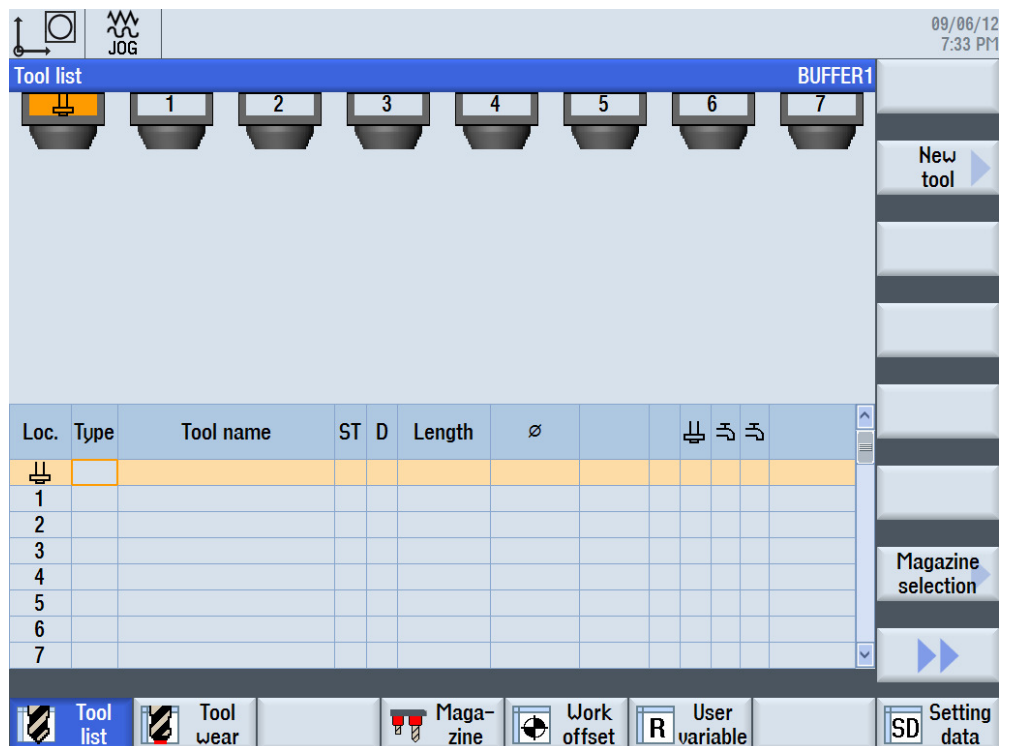 JOG
09/06/12
7:33 PM
Tool list
BUFFER1
1 2 3 4 5 6 7
New
tool
Loc. Type Tool name ST D Length ø
1
2
3
4
5
6
7
Magazine
selection
Tool
list
Tool
wear
Maga-
zine
Work
offset
R User
variable
SD Setting
data